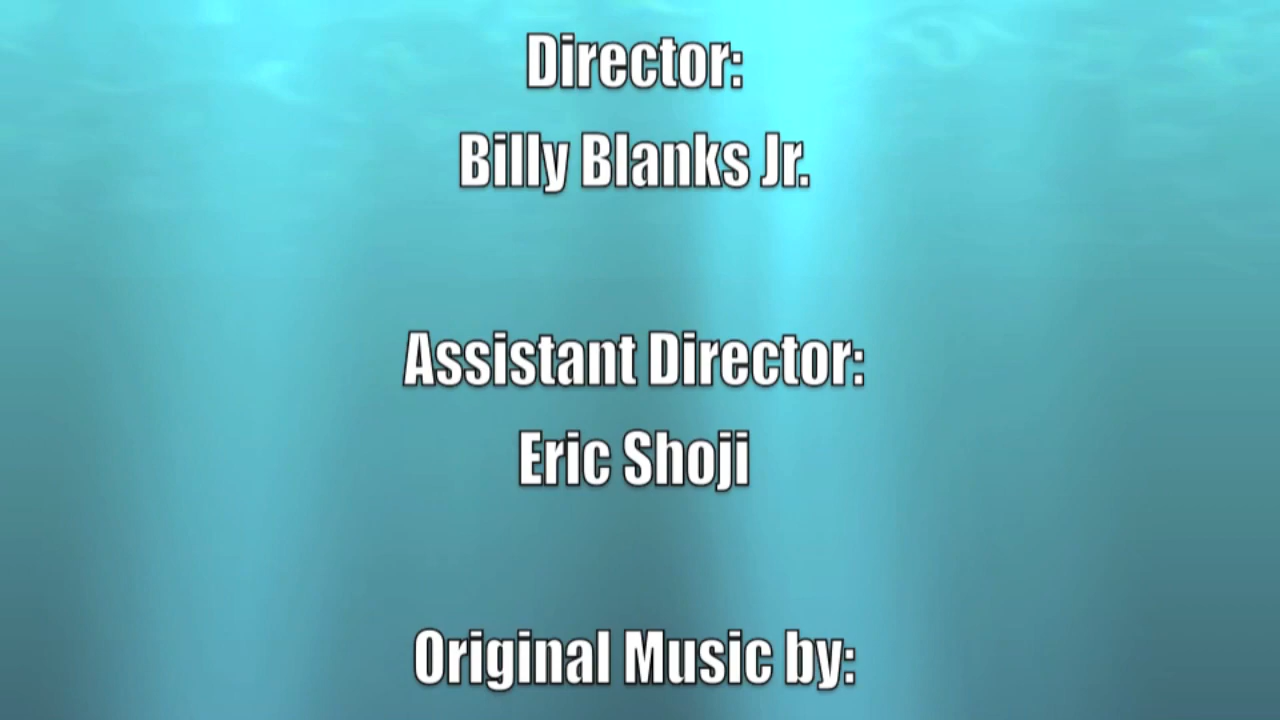 Director:
Billy Blanks Jr.
Assistant Director:
Eric Shoji
Original Music by: